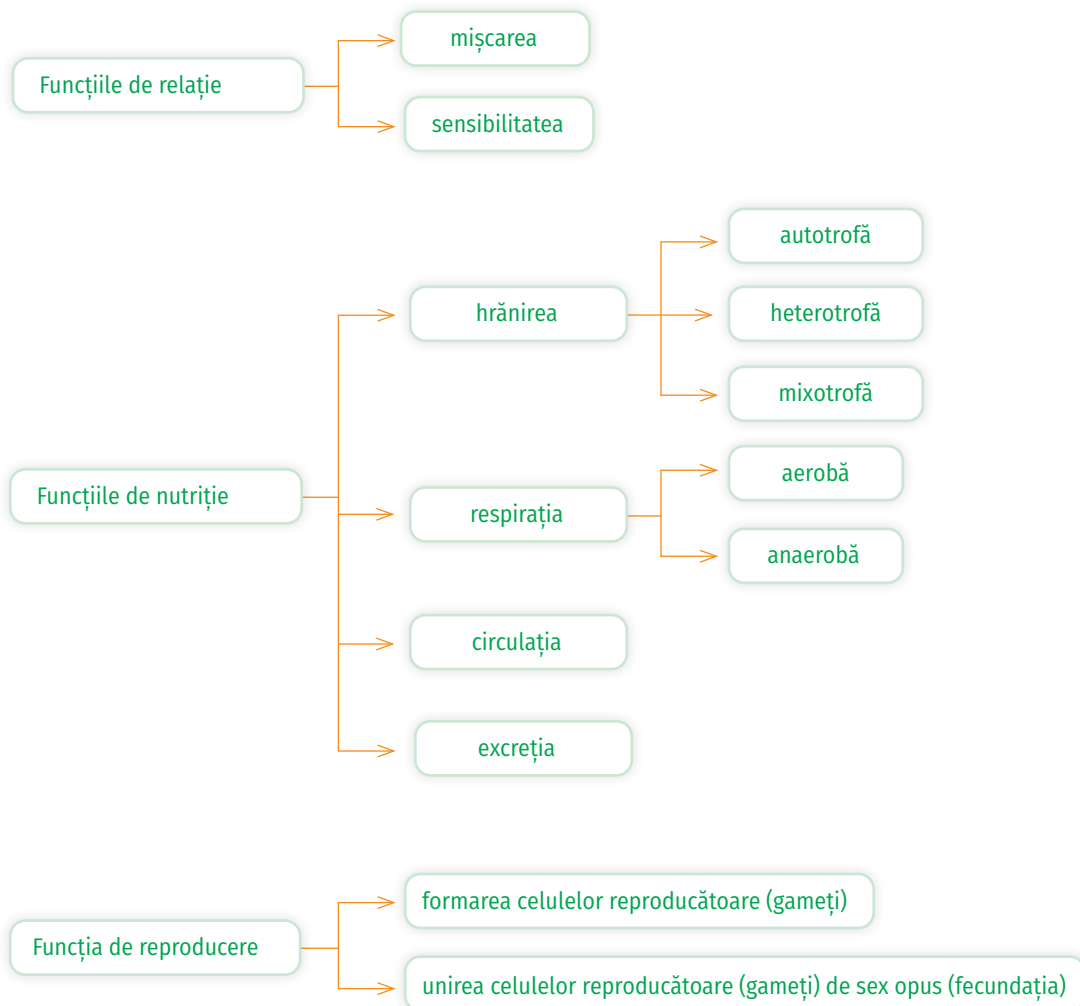 Funcțiile de relație
mișcarea
sensibilitatea
Funcțiile de nutriție
hrănirea
autotrofă
heterotrofă
mixotrofă
respirația
aerobă
anaerobă
circulația
excreția
Funcția de reproducere
formarea celulelor reproducătoare (gameți)
unirea celulelor reproducătoare (gameți) de sex opus (fecundația)